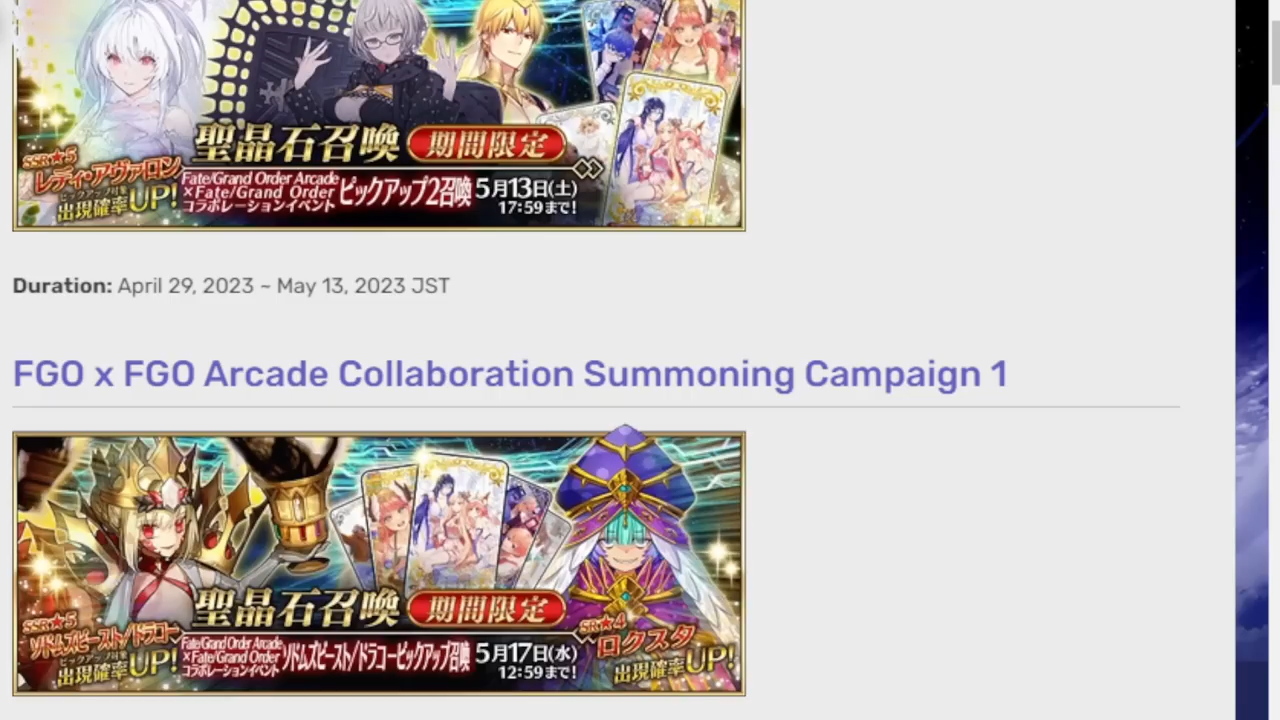 聖晶石召喚 期間限定
SSR★5
レディ・アヴァロン
ピックアップ対象
出現確率UP!
Fate/Grand Order Arcade
×Fate/Grand Order
コラボレーションイベント
ピックアップ2召喚
5月13日(土)
17:59まで!
Duration: April 29, 2023 ~ May 13, 2023 JST
FGO x FGO Arcade Collaboration Summoning Campaign 1
聖晶石召喚 期間限定
SSR★5
ソドムズビースト/ドラコー
ピックアップ対象
出現確率UP!
Fate/Grand Order Arcade
×Fate/Grand Order
コラボレーションイベント
ソドムズビースト/ドラコーピックアップ召喚
5月17日(水)
12:59まで!
SR★4
ロクスタ
出現確率UP!